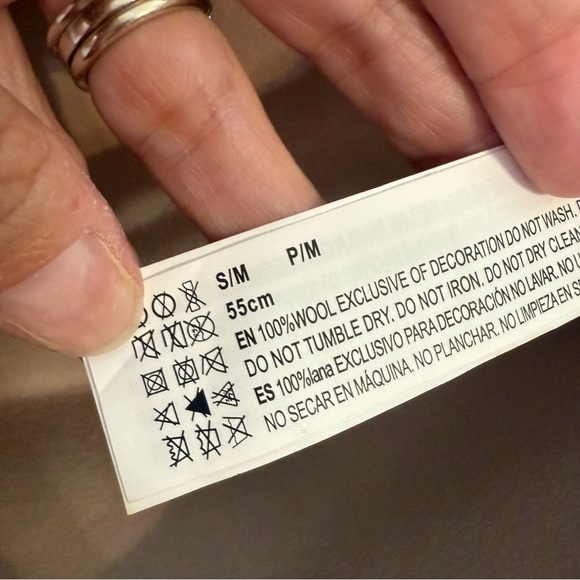 S/M P/M
55cm
EN 100%WOOL EXCLUSIVE OF DECORATION DO NOT WASH.
DO NOT TUMBLE DRY. DO NOT IRON. DO NOT DRY CLEAN
ES 100%lana EXCLUSIVO PARA DECORACIÓN NO LAVAR. NO
NO SECAR EN MÁQUINA. NO PLANCHAR. NO LIMPIEZA EN